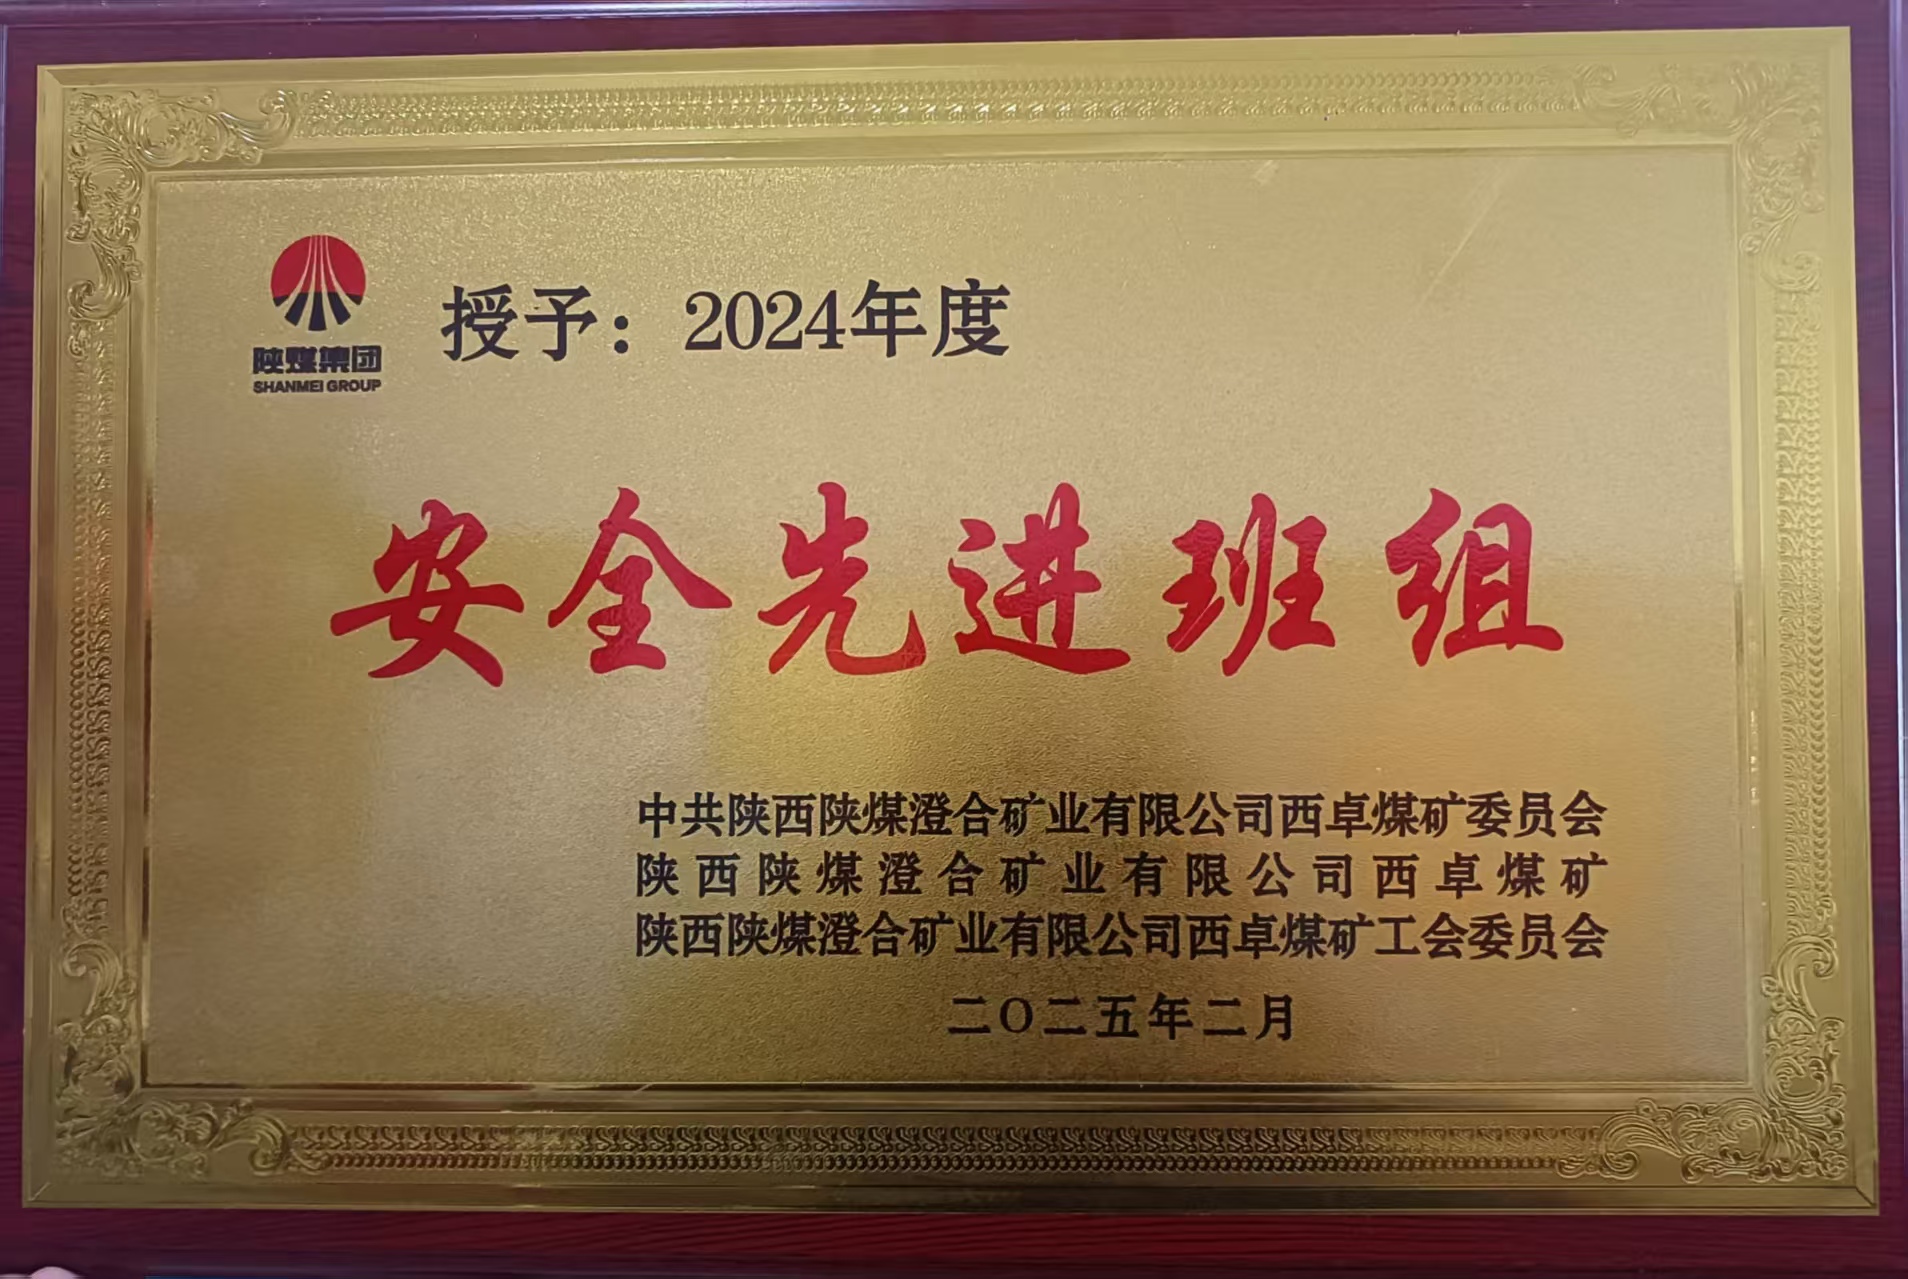 陕煤集团
SHANMEI GROUP
授予：2024年度
安全先进班组
中共陕西陕煤澄合矿业有限公司西卓煤矿委员会
陕西陕煤澄合矿业有限公司西卓煤矿
陕西陕煤澄合矿业有限公司西卓煤矿工会委员会
二〇二五年二月